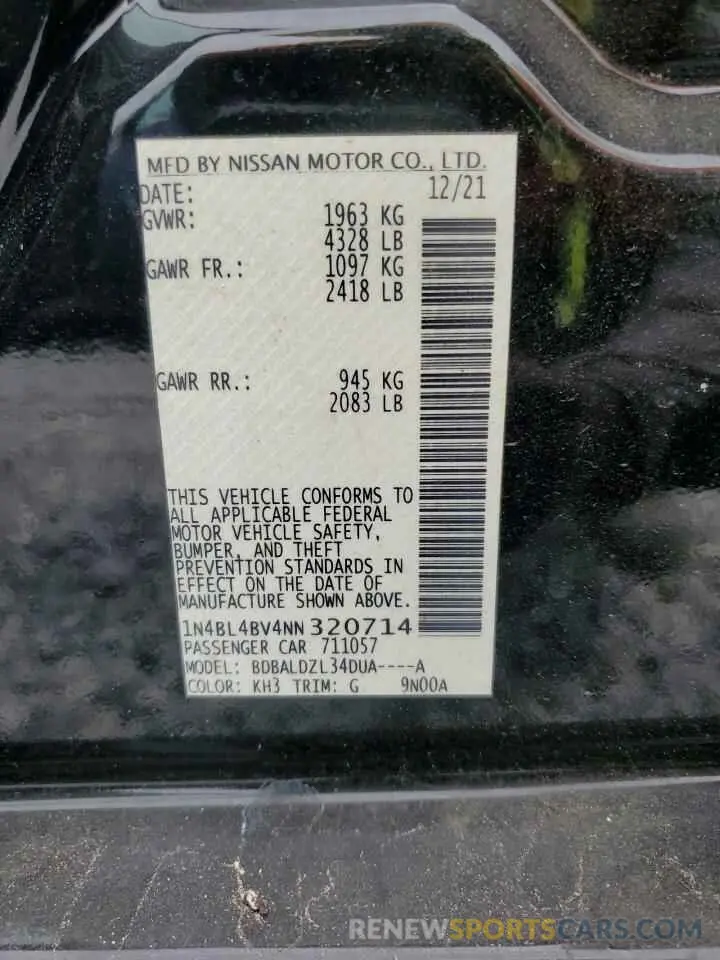 MFD BY NISSAN MOTOR CO., LTD.
DATE: 12/21
GVWR: 1963 KG
4328 LB
GAWR FR.: 1097 KG
2418 LB
GAWR RR.: 945 KG
2083 LB
THIS VEHICLE CONFORMS TO
ALL APPLICABLE FEDERAL
MOTOR VEHICLE SAFETY,
BUMPER, AND THEFT
PREVENTION STANDARDS IN
EFFECT ON THE DATE OF
MANUFACTURE SHOWN ABOVE.
1N4BL4BV4NN320714
PASSENGER CAR 711057
MODEL: BDBALDZL34DUA----A
COLOR: KH3 TRIM: G 9N00A
RENEWSPORTSCARS.COM